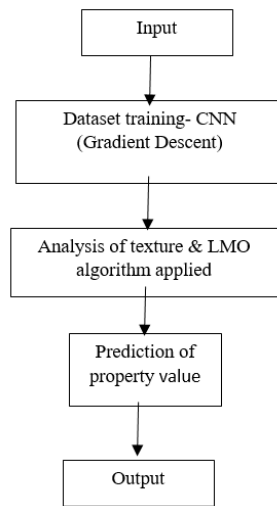 Input
Dataset training- CNN
(Gradient Descent)
Analysis of texture & LMO
algorithm applied
Prediction of
property value
Output